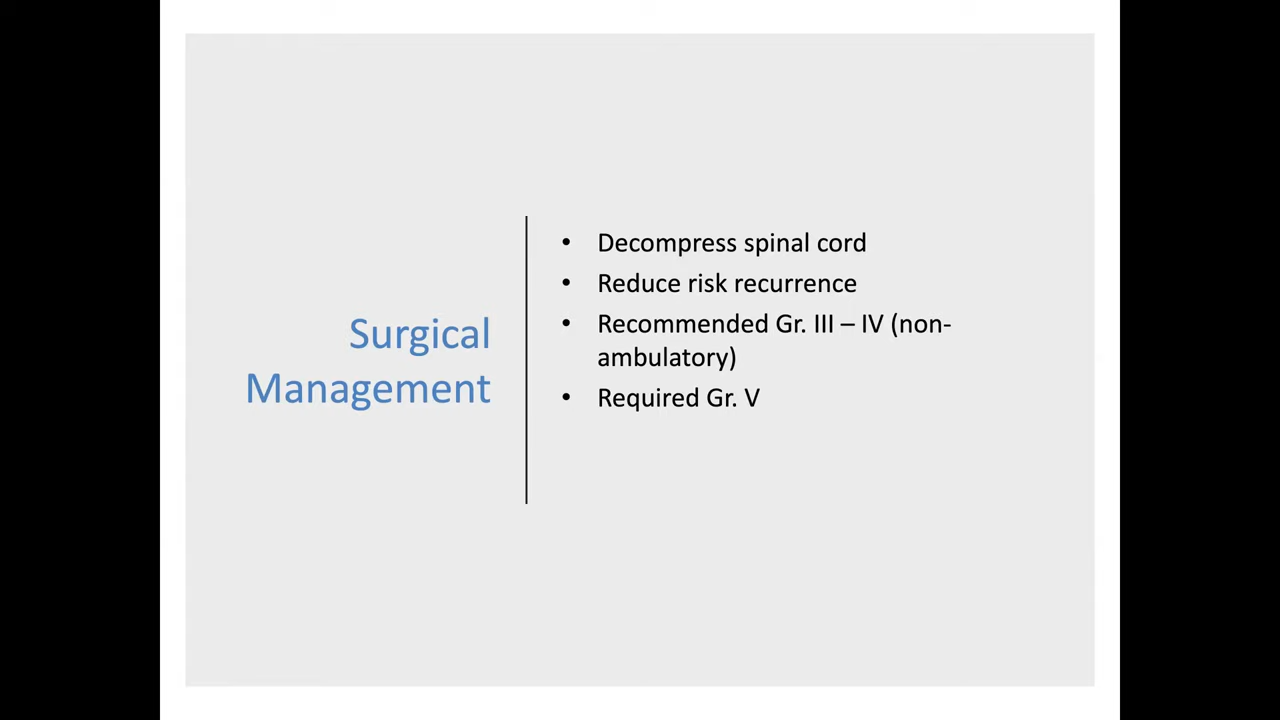 Surgical
Management
• Decompress spinal cord
• Reduce risk recurrence
• Recommended Gr. III – IV (non-
ambulatory)
• Required Gr. V